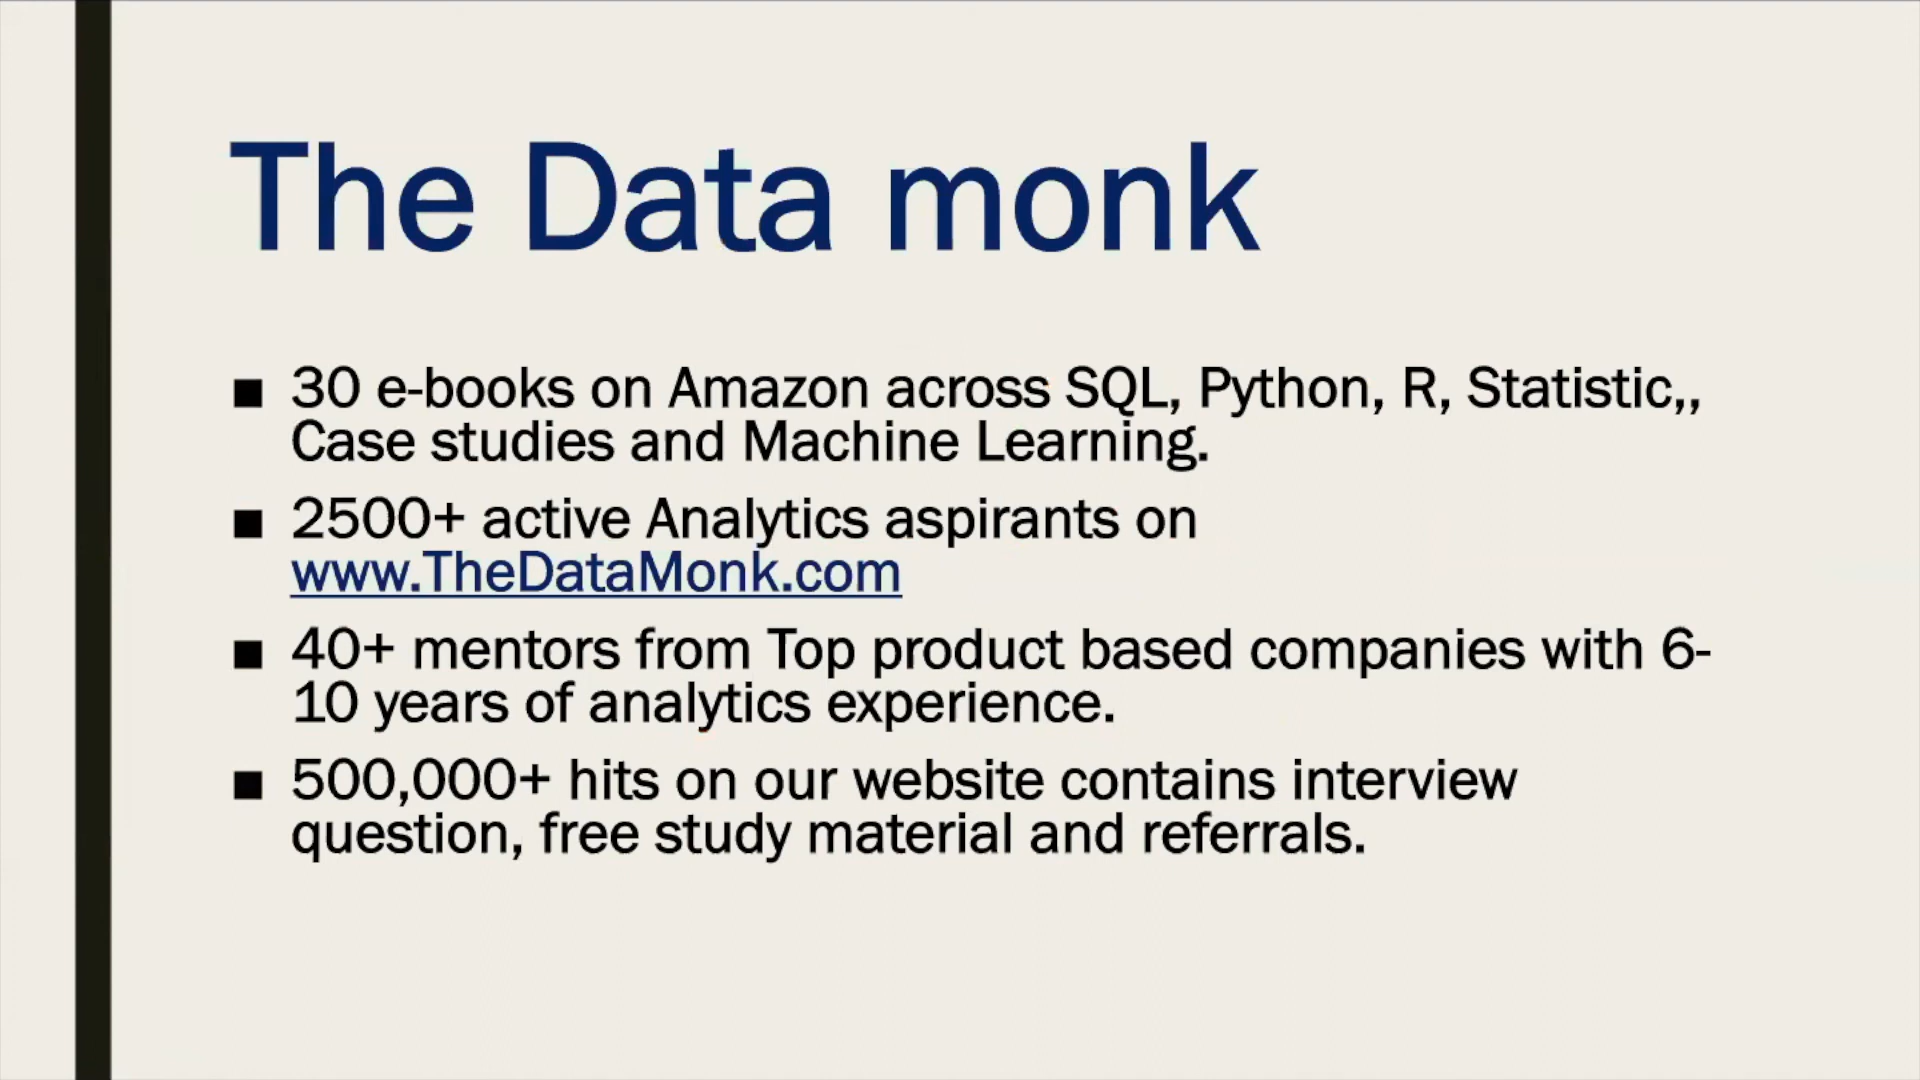 The Data monk
■ 30 e-books on Amazon across SQL, Python, R, Statistic,,
Case studies and Machine Learning.
■ 2500+ active Analytics aspirants on
www.TheDataMonk.com
■ 40+ mentors from Top product based companies with 6-
10 years of analytics experience.
■ 500,000+ hits on our website contains interview
question, free study material and referrals.